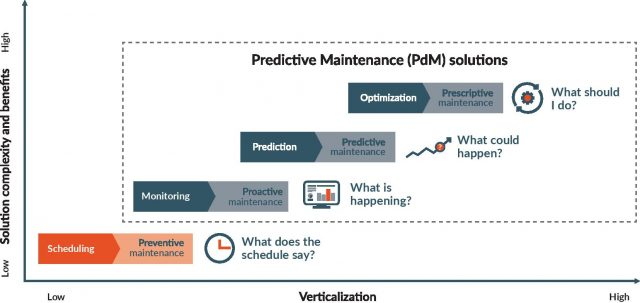 Solution complexity and benefits
High
Low
Predictive Maintenance (PdM) solutions
Optimization
Prescriptive
maintenance
What should
I do?
Prediction
Predictive
maintenance
?
What could
happen?
Monitoring
Proactive
maintenance
What is
happening?
Scheduling
Preventive
maintenance
What does the
schedule say?
Low
Verticalization
High